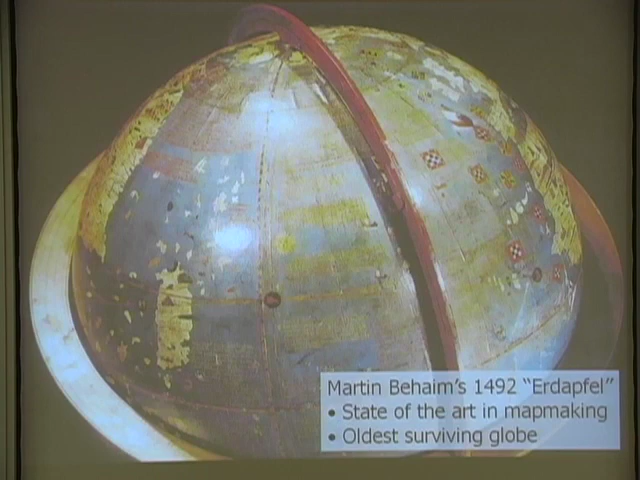 Martin Behaim's 1492 “Erdapfel”
• State of the art in mapmaking
• Oldest surviving globe